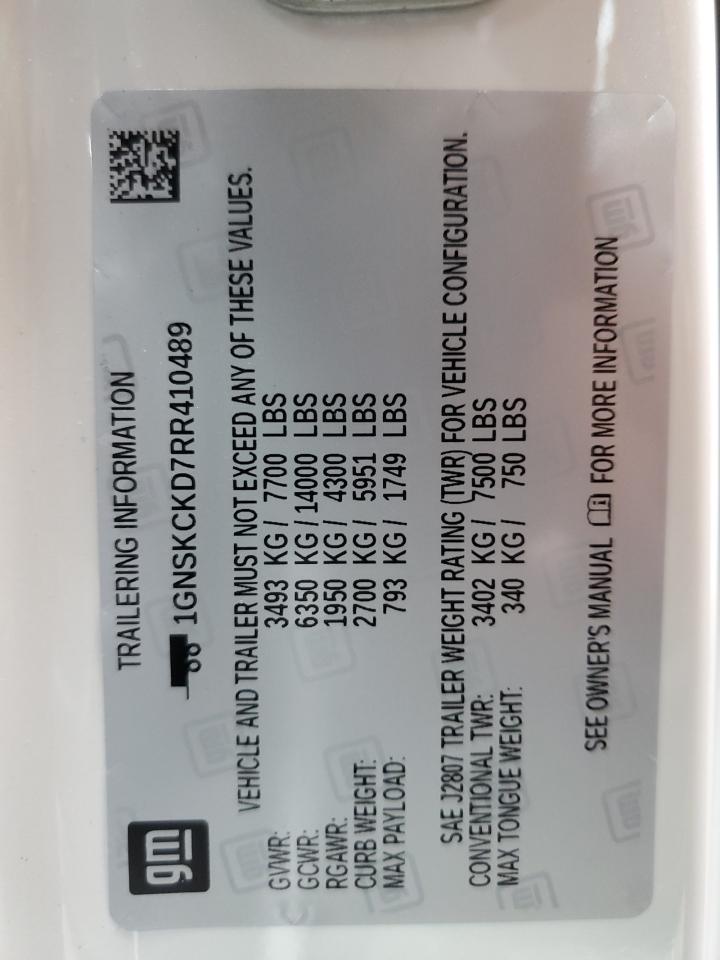 gm
TRAILERING INFORMATION
1GNSKCKD7RR410489
VEHICLE AND TRAILER MUST NOT EXCEED ANY OF THESE VALUES.
GVWR: 3493 KG / 7700 LBS
GCWR: 6350 KG / 14000 LBS
RGAWR: 1950 KG / 4300 LBS
CURB WEIGHT: 2700 KG / 5951 LBS
MAX PAYLOAD: 793 KG / 1749 LBS
SAE J2807 TRAILER WEIGHT RATING (TWR) FOR VEHICLE CONFIGURATION.
CONVENTIONAL TWR: 3402 KG / 7500 LBS
MAX TONGUE WEIGHT: 340 KG / 750 LBS
SEE OWNER'S MANUAL FOR MORE INFORMATION